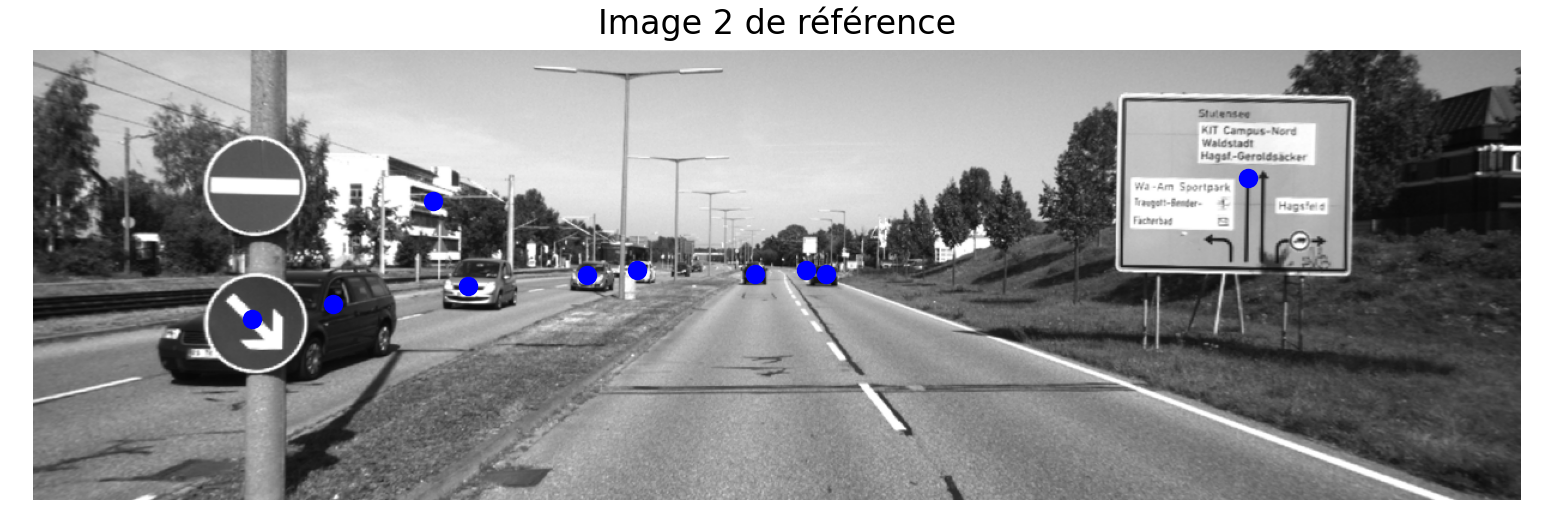 Image 2 de référence
Stutensee
KIT Campus-Nord
Waldstadt
Hagsf.-Geroldsäcker
Wa-Am Sportpark
Traugott-Bender-
Fächerbad
Hagsfeld